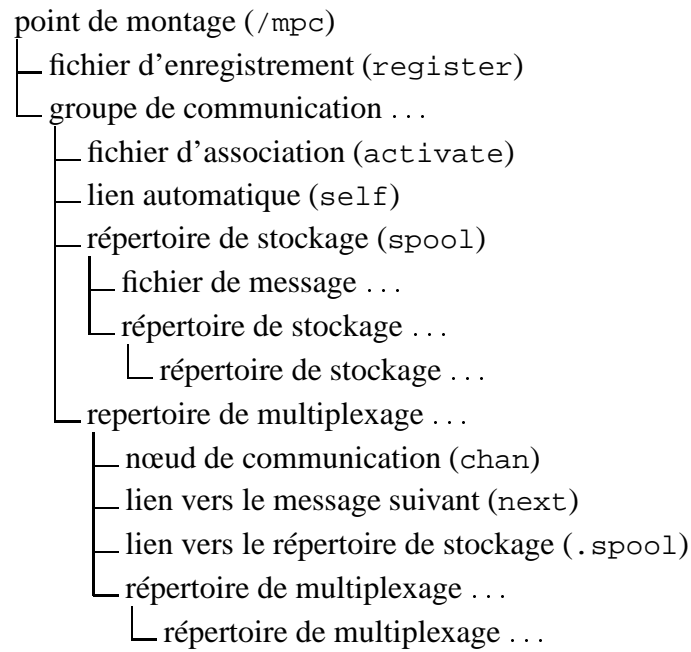 point de montage (/mpc)
fichier d'enregistrement (register)
groupe de communication ...
fichier d'association (activate)
lien automatique (self)
répertoire de stockage (spool)
fichier de message ...
répertoire de stockage ...
répertoire de stockage ...
repertoire de multiplexage ...
nœud de communication (chan)
lien vers le message suivant (next)
lien vers le répertoire de stockage (.spool)
répertoire de multiplexage ...
répertoire de multiplexage ...